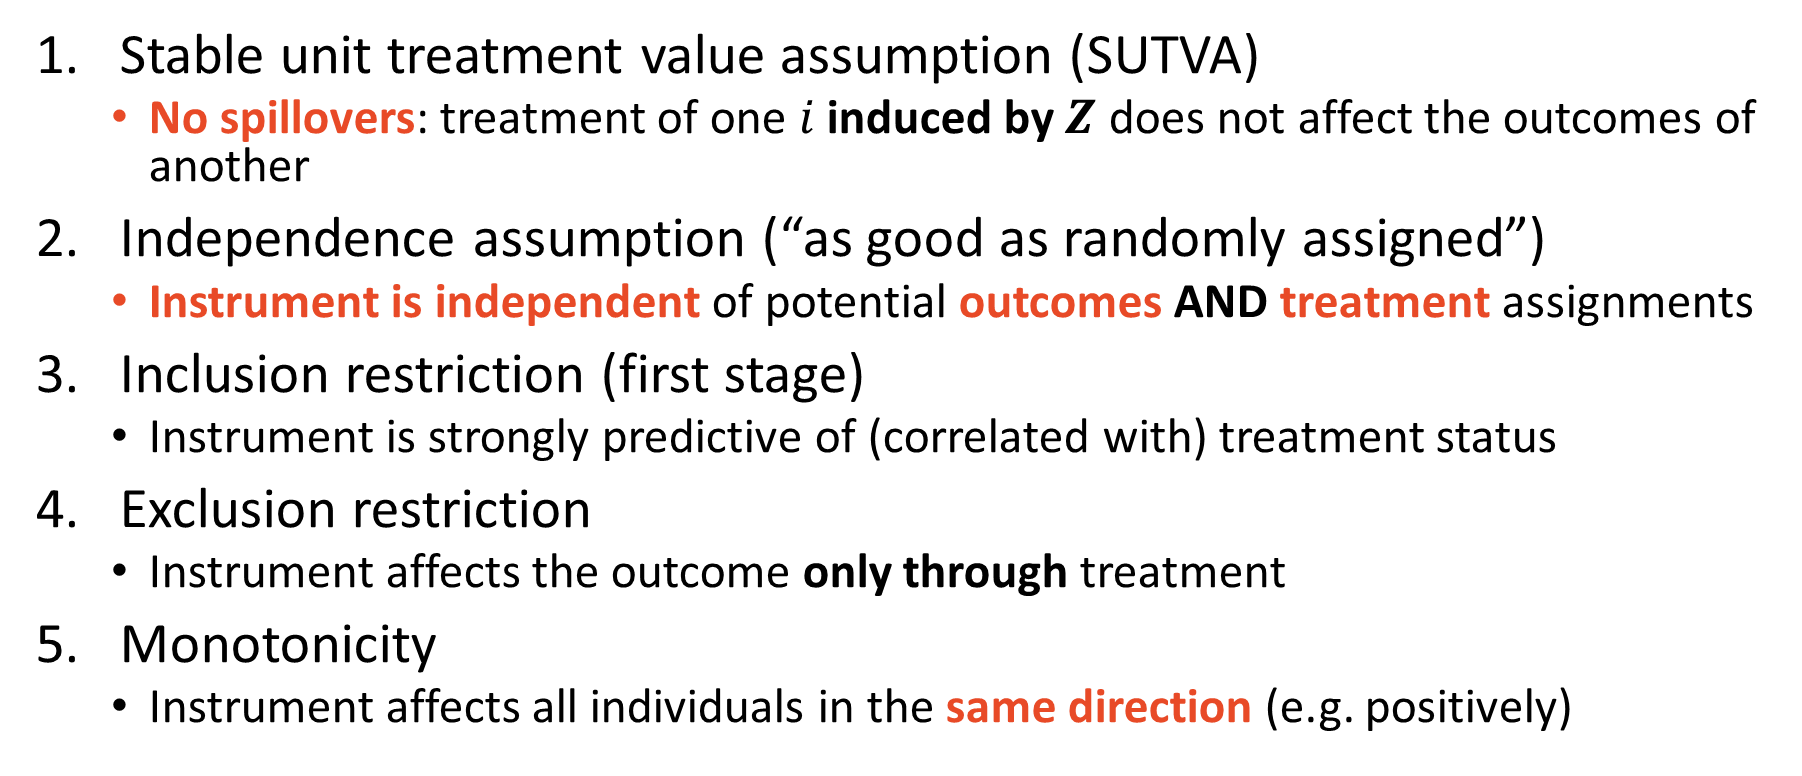 1. Stable unit treatment value assumption (SUTVA)
• No spillovers: treatment of one i induced by Z does not affect the outcomes of
another
2. Independence assumption (“as good as randomly assigned”)
• Instrument is independent of potential outcomes AND treatment assignments
3. Inclusion restriction (first stage)
• Instrument is strongly predictive of (correlated with) treatment status
4. Exclusion restriction
• Instrument affects the outcome only through treatment
5. Monotonicity
• Instrument affects all individuals in the same direction (e.g. positively)